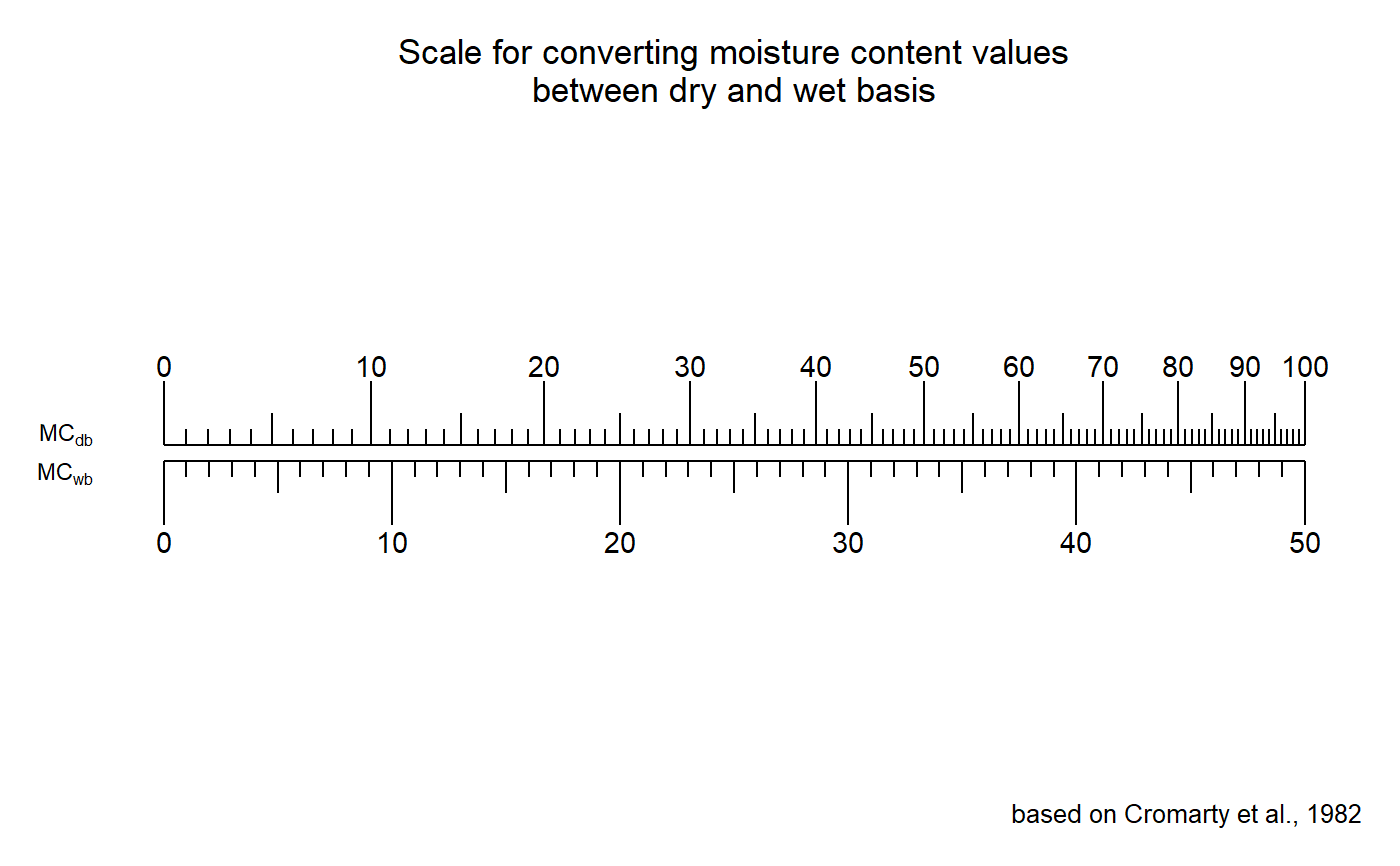 Scale for converting moisture content values
between dry and wet basis
0 10 20 30 40 50 60 70 80 90 100
MCdb
MCwb
0 10 20 30 40 50
based on Cromarty et al., 1982